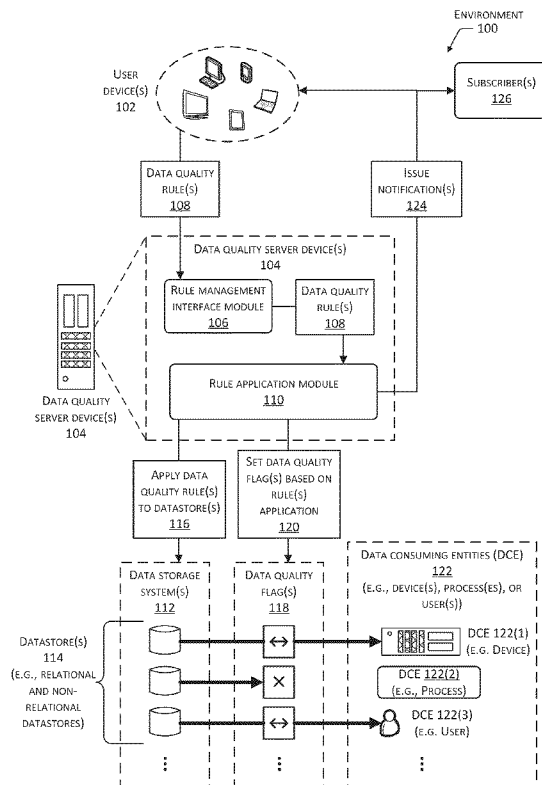 ENVIRONMENT
100
USER
DEVICE(S)
102
SUBSCRIBER(S)
126
DATA QUALITY
RULE(S)
108
ISSUE
NOTIFICATION(S)
124
DATA QUALITY SERVER DEVICE(S)
104
RULE MANAGEMENT
INTERFACE MODULE
106
DATA QUALITY
RULE(S)
108
RULE APPLICATION MODULE
110
DATA QUALITY
SERVER DEVICE(S)
104
APPLY DATA
QUALITY RULE(S)
TO DATASTORE(S)
116
SET DATA QUALITY
FLAG(S) BASED ON
RULE(S)
APPLICATION
120
DATA CONSUMING ENTITIES (DCE)
122
(E.G., DEVICE(S), PROCESS(ES), OR
USER(S))
DATA STORAGE
SYSTEM(S)
112
DATA QUALITY
FLAG(S)
118
DATASTORE(S)
114
(E.G., RELATIONAL
AND NON-
RELATIONAL
DATASTORES)
DCE 122(1)
(E.G. DEVICE)
DCE 122(2)
(E.G., PROCESS)
DCE 122(3)
(E.G. USER)